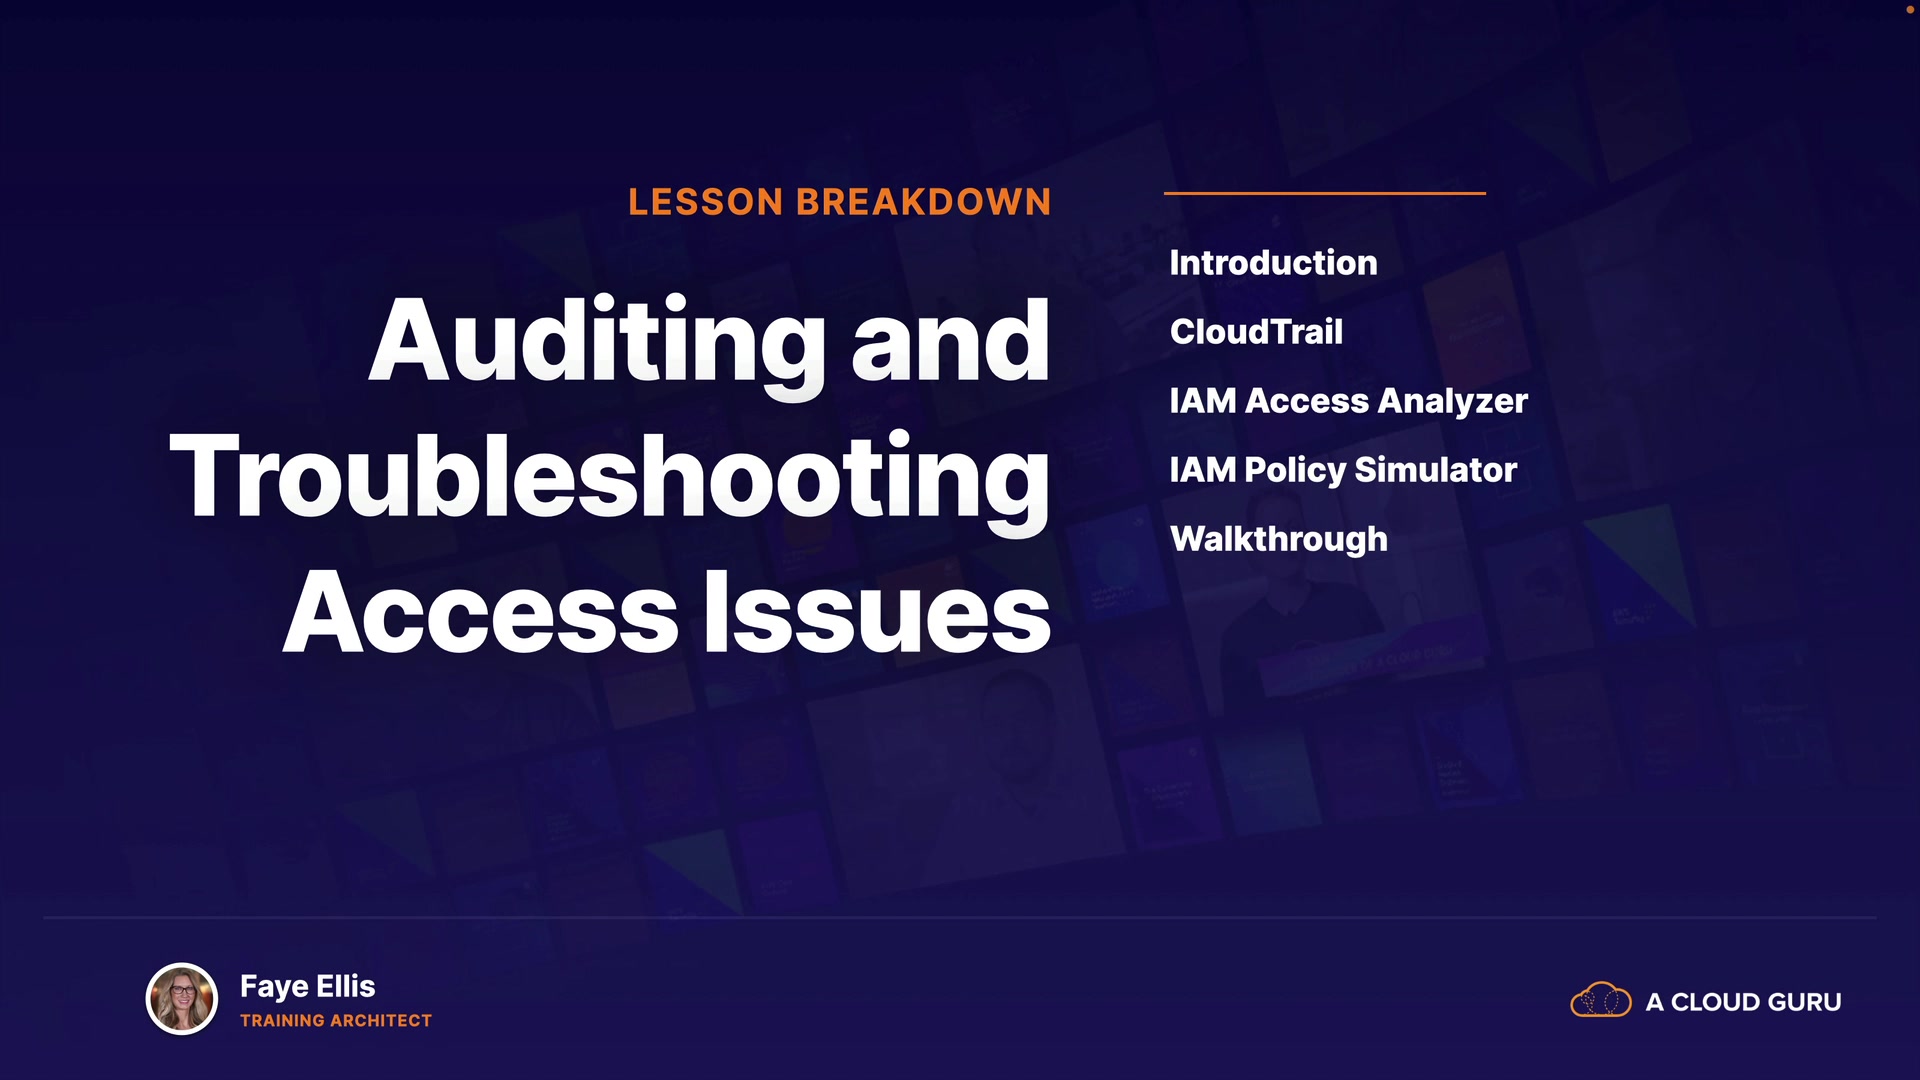 LESSON BREAKDOWN
Auditing and
Troubleshooting
Access Issues
Introduction
CloudTrail
IAM Access Analyzer
IAM Policy Simulator
Walkthrough
Faye Ellis
TRAINING ARCHITECT
A CLOUD GURU